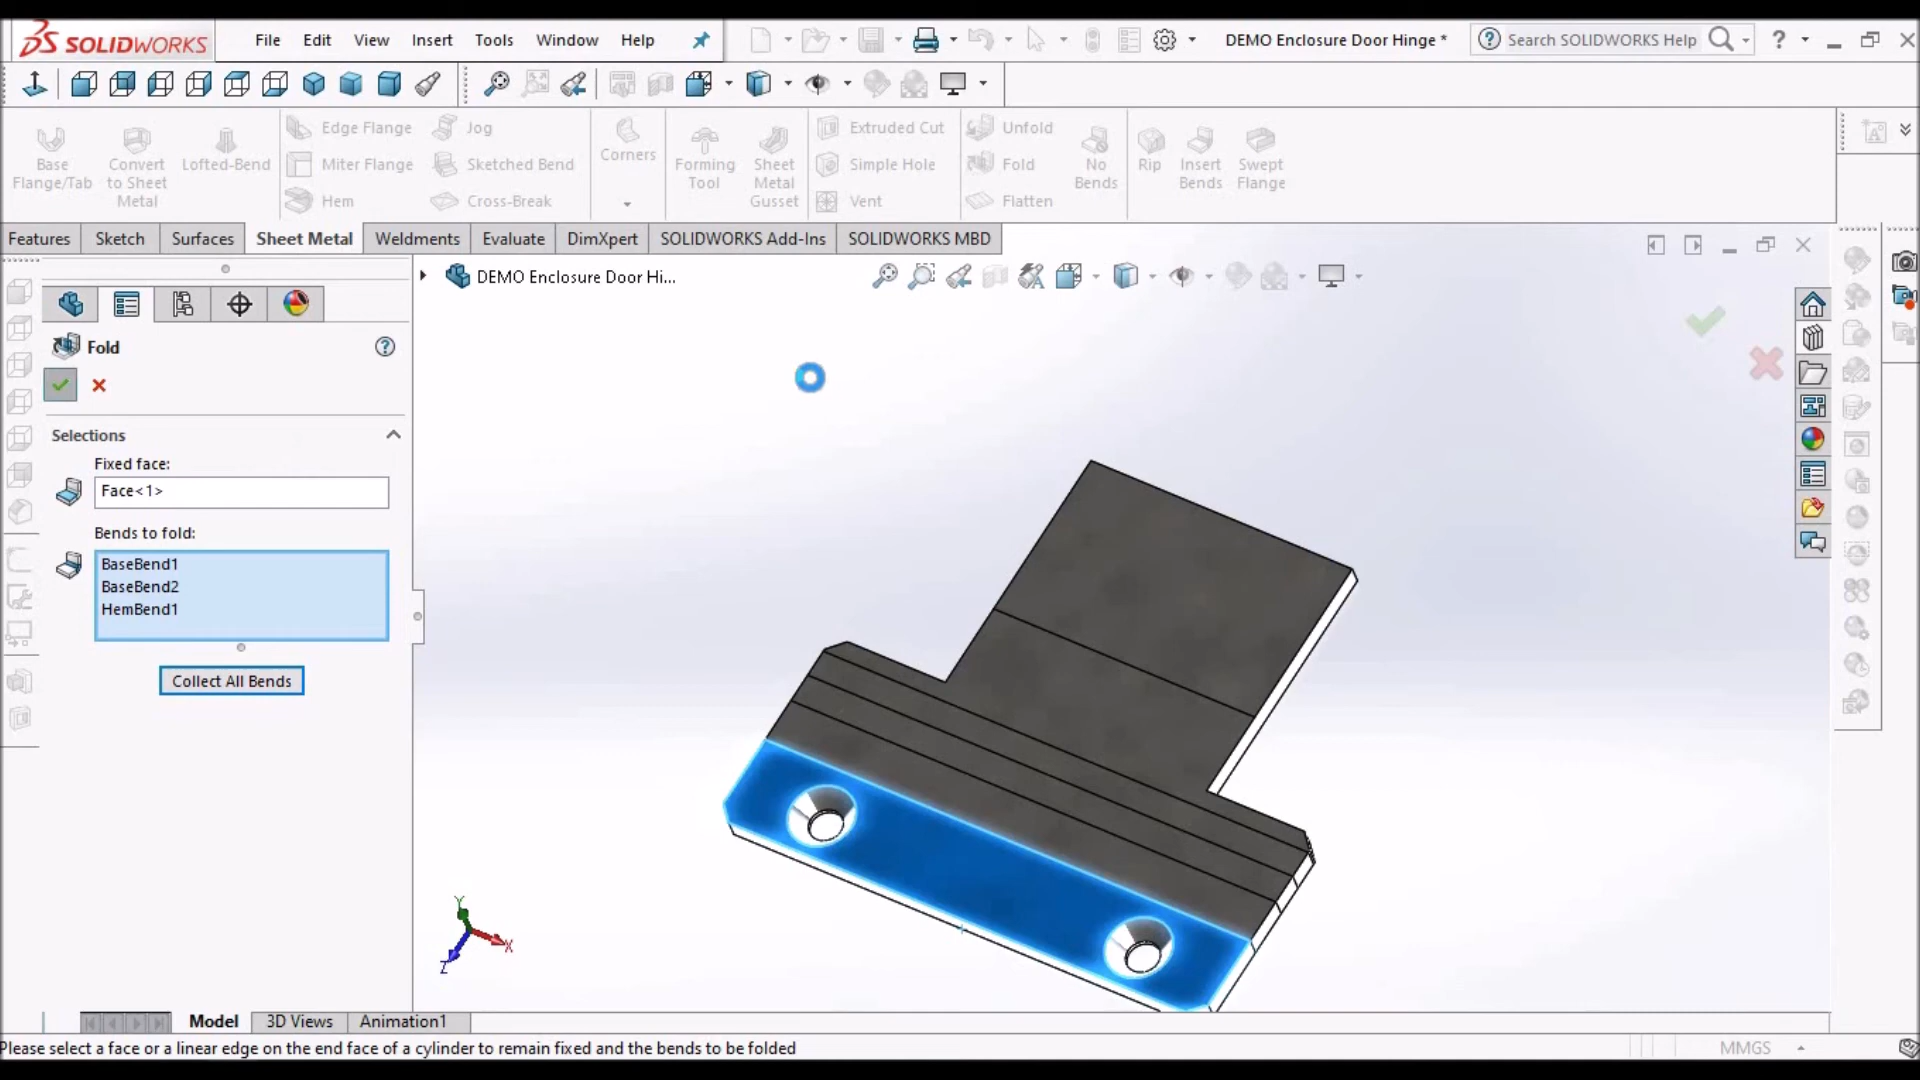 SOLIDWORKS
File Edit View Insert Tools Window Help
DEMO Enclosure Door Hinge *
Search SOLIDWORKS Help
?
Base Flange/Tab
Convert to Sheet Metal
Lofted-Bend
Edge Flange
Miter Flange
Hem
Jog
Sketched Bend
Cross-Break
Corners
Forming Tool
Sheet Metal Gusset
Extruded Cut
Simple Hole
Vent
Unfold
Fold
Flatten
No Bends
Rip
Insert Bends
Swept Flange
Features Sketch Surfaces Sheet Metal Weldments Evaluate DimXpert SOLIDWORKS Add-Ins SOLIDWORKS MBD
DEMO Enclosure Door Hi...
Fold
Selections
Fixed face:
Face<1>
Bends to fold:
BaseBend1
BaseBend2
HemBend1
Collect All Bends
Y
X
Z
Model 3D Views Animation1
Please select a face or a linear edge on the end face of a cylinder to remain fixed and the bends to be folded
MMGS